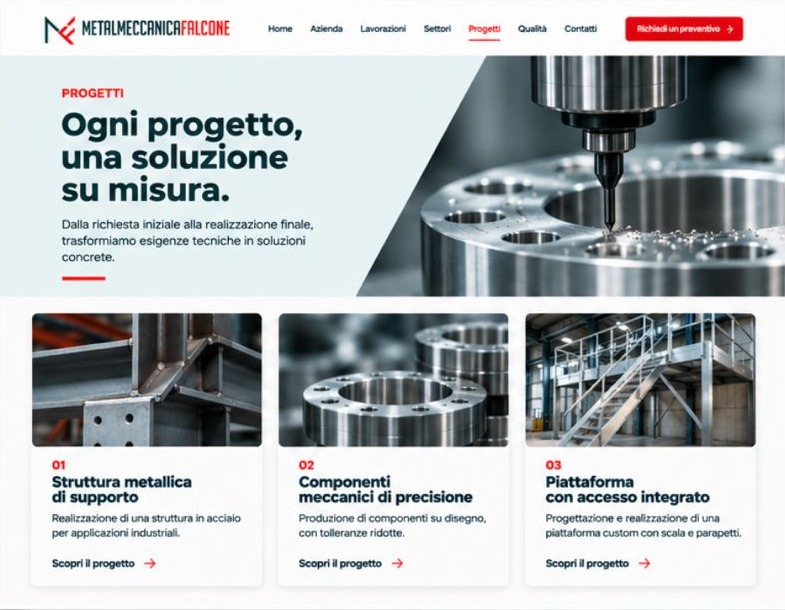 METALMECCANICAFALCONE
Home Azienda Lavorazioni Settori Progetti Qualità Contatti
Richiedi un preventivo →
PROGETTI
Ogni progetto,
una soluzione
su misura.
Dalla richiesta iniziale alla realizzazione finale,
trasformiamo esigenze tecniche in soluzioni
concrete.
01
Struttura metallica
di supporto
Realizzazione di una struttura in acciaio
per applicazioni industriali.
Scopri il progetto →
02
Componenti
meccanici di precisione
Produzione di componenti su disegno,
con tolleranze ridotte.
Scopri il progetto →
03
Piattaforma
con accesso integrato
Progettazione e realizzazione di una
piattaforma custom con scala e parapetti.
Scopri il progetto →